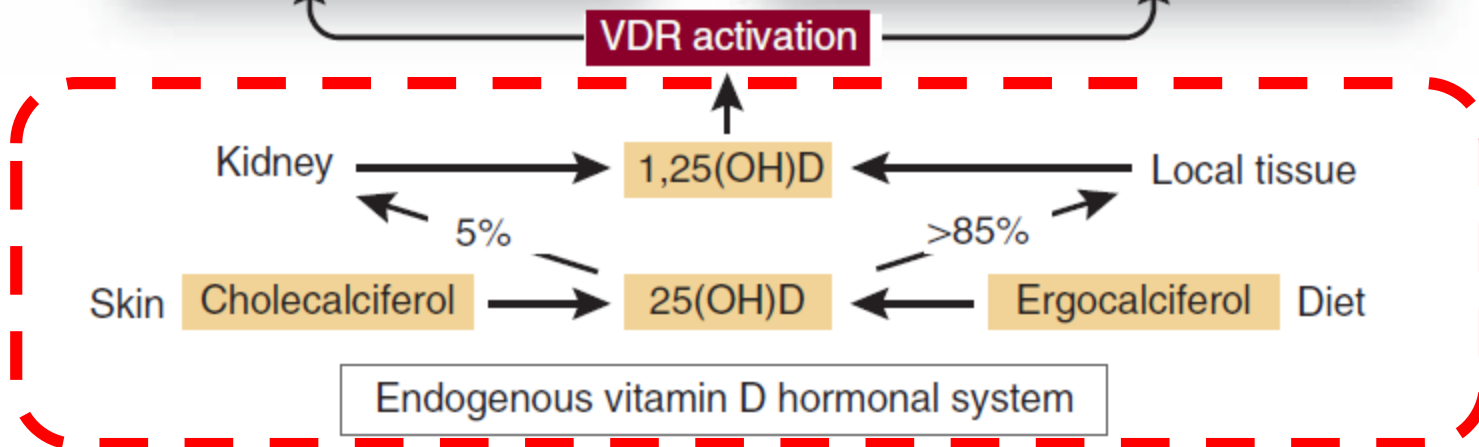 VDR activation
Kidney 1,25(OH)D Local tissue
5% >85%
Skin Cholecalciferol 25(OH)D Ergocalciferol Diet
Endogenous vitamin D hormonal system